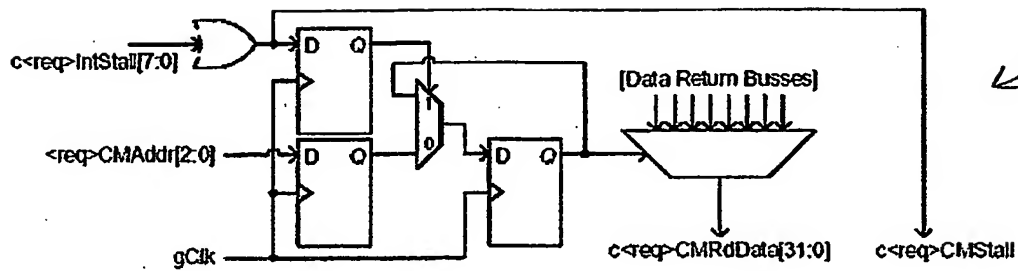 c<req>IntStall[7:0]
D Q
[Data Return Busses]
1
<req>CMAddr[2:0]
D Q
0
D Q
gClk
c<req>CMRdData[31:0]
c<req>CMStall